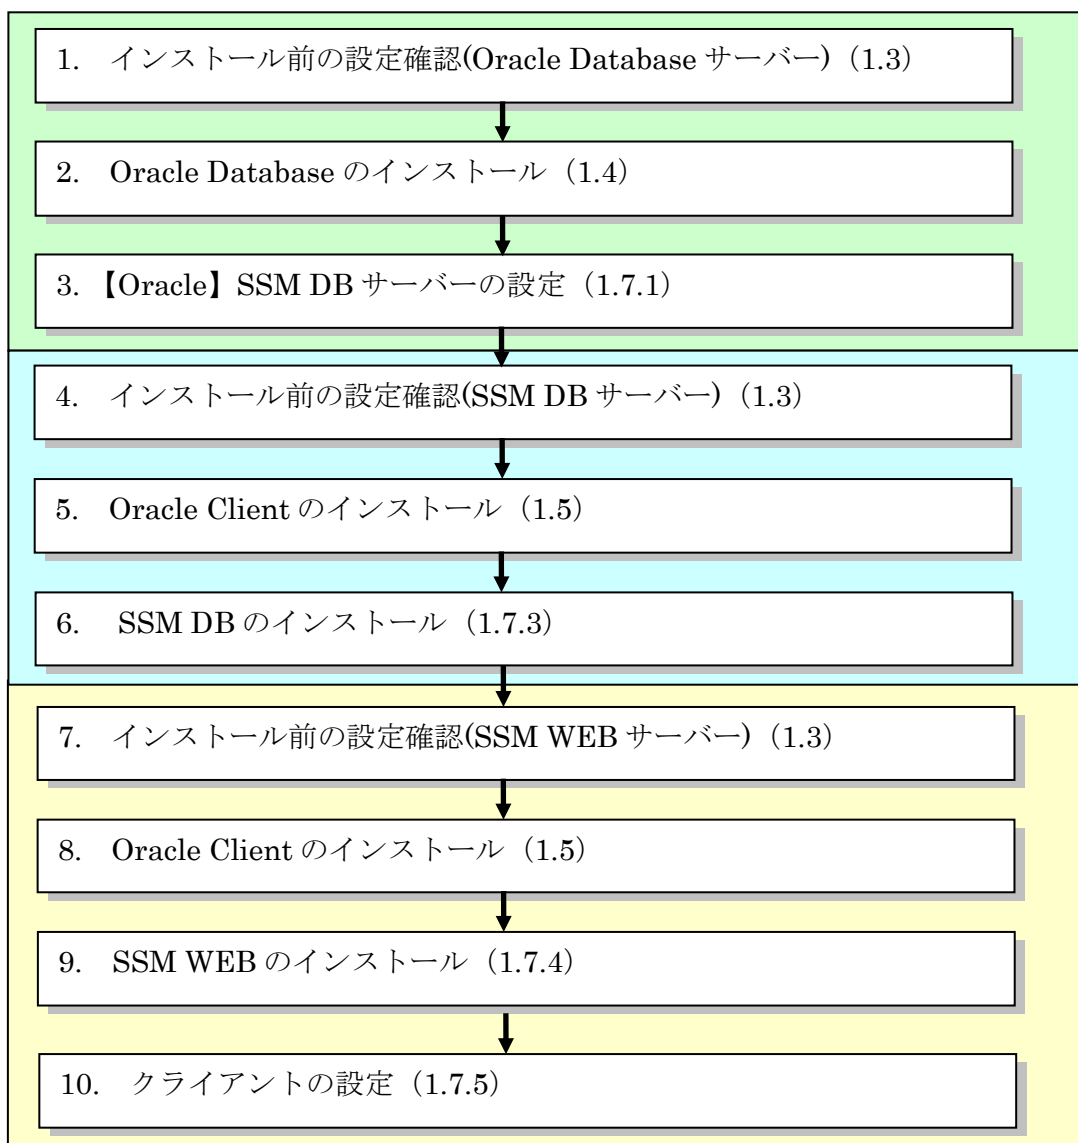 1. インストール前の設定確認(Oracle Database サーバー)（1.3）
2. Oracle Database のインストール（1.4）
3. 【Oracle】SSM DB サーバーの設定（1.7.1）
4. インストール前の設定確認(SSM DB サーバー)（1.3）
5. Oracle Client のインストール（1.5）
6. SSM DB のインストール（1.7.3）
7. インストール前の設定確認(SSM WEB サーバー)（1.3）
8. Oracle Client のインストール（1.5）
9. SSM WEB のインストール（1.7.4）
10. クライアントの設定（1.7.5）